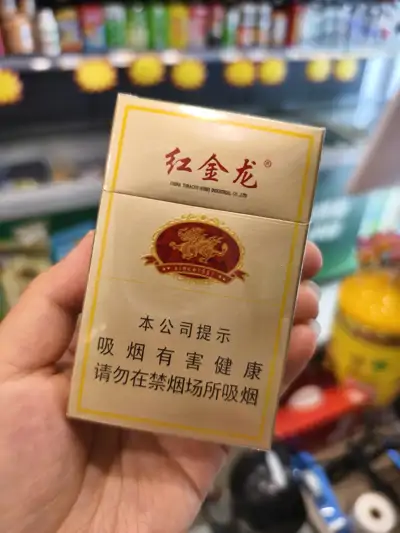 红金龙®
本公司提示
吸烟有害健康
请勿在禁烟场所吸烟